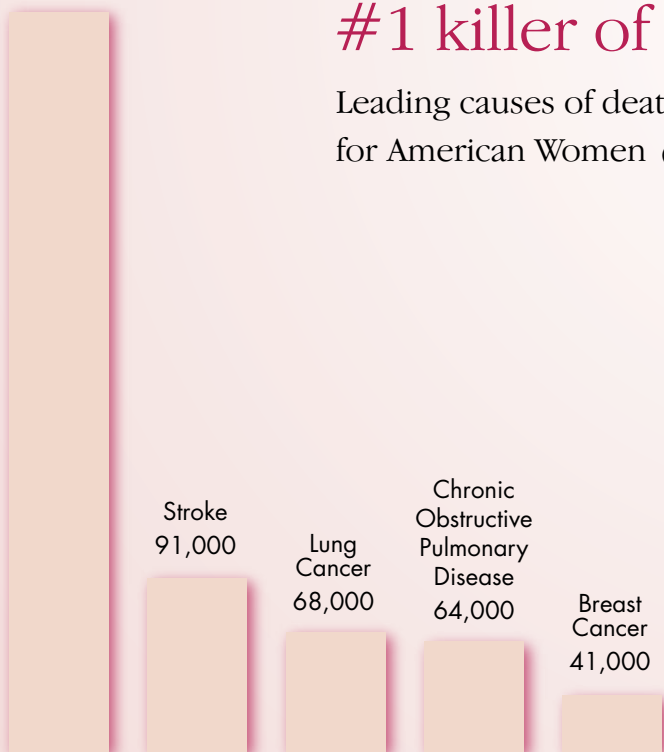 #1 killer of
Leading causes of
for American Women
Stroke
91,000
Lung
Cancer
68,000
Chronic
Obstructive
Pulmonary
Disease
64,000
Breast
Cancer
41,000